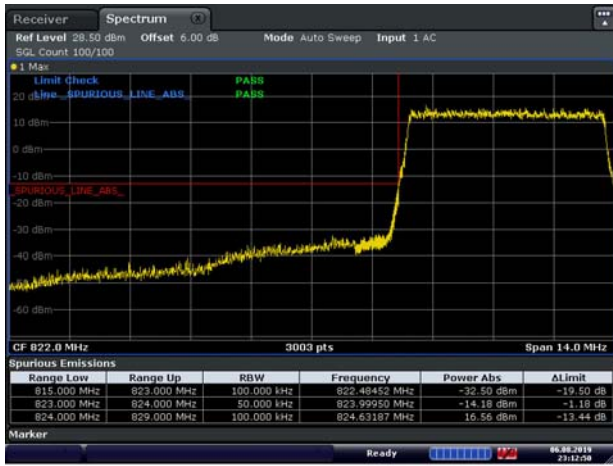 Receiver Spectrum
Ref Level 28.50 dBm Offset 6.00 dB Mode Auto Sweep Input 1 AC
SGL Count 100/100
1 Max
Limit Check PASS
20 dBm Line _SPURIOUS_LINE_ABS_ PASS
10 dBm
0 dBm
-10 dBm
_SPURIOUS_LINE_ABS_
-20 dBm
-30 dBm
-40 dBm
-60 dBm
CF 822.0 MHz 3003 pts Span 14.0 MHz
Spurious Emissions
Range Low Range Up RBW Frequency Power Abs ΔLimit
815.000 MHz 823.000 MHz 100.000 kHz 822.48452 MHz -32.50 dBm -19.50 dB
823.000 MHz 824.000 MHz 50.000 kHz 823.99950 MHz -14.18 dBm -1.18 dB
824.000 MHz 829.000 MHz 100.000 kHz 824.63187 MHz 16.56 dBm -13.44 dB
Marker
Ready 06.08.2019
23:12:50